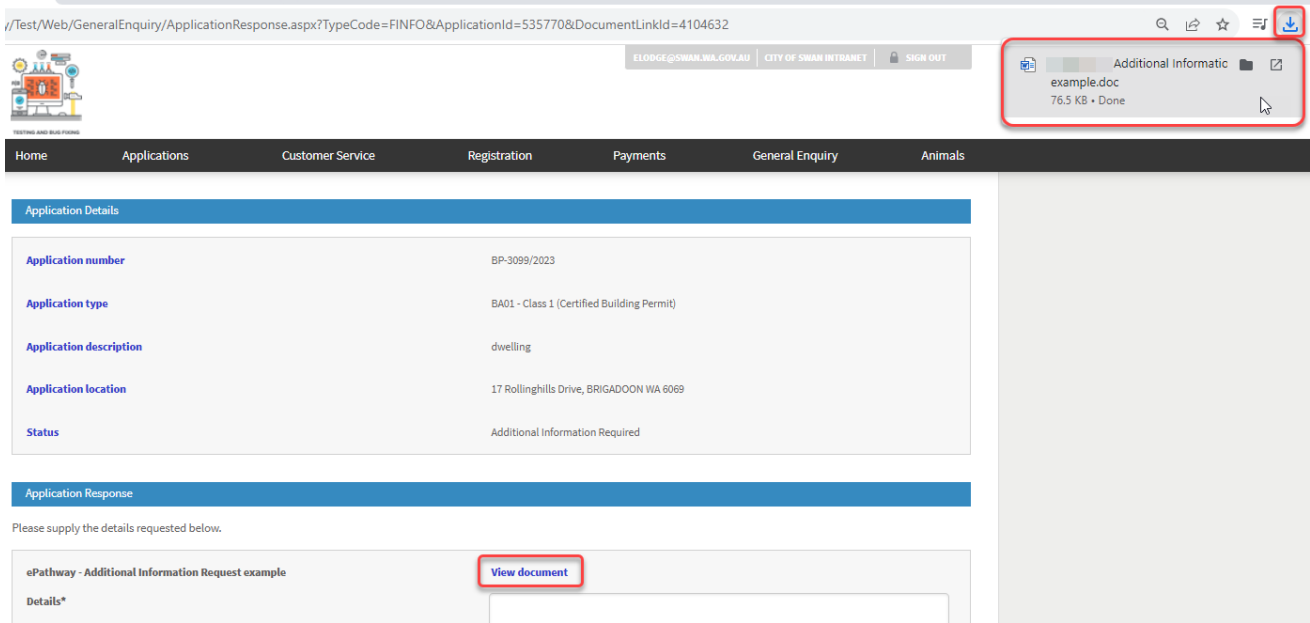 y/Test/Web/GeneralEnquiry/ApplicationResponse.aspx?TypeCode=FINFO&ApplicationId=535770&DocumentLinkId=4104632
ELODGE@SWAN.WA.GOV.AU CITY OF SWAN INTRANET SIGN OUT
Additional Informatic
example.doc
76.5 KB • Done
TESTING AND BUG FIXING
Home Applications Customer Service Registration Payments General Enquiry Animals
Application Details
Application number BP-3099/2023
Application type BA01 - Class 1 (Certified Building Permit)
Application description dwelling
Application location 17 Rollinghills Drive, BRIGADOON WA 6069
Status Additional Information Required
Application Response
Please supply the details requested below.
ePathway - Additional Information Request example View document
Details*